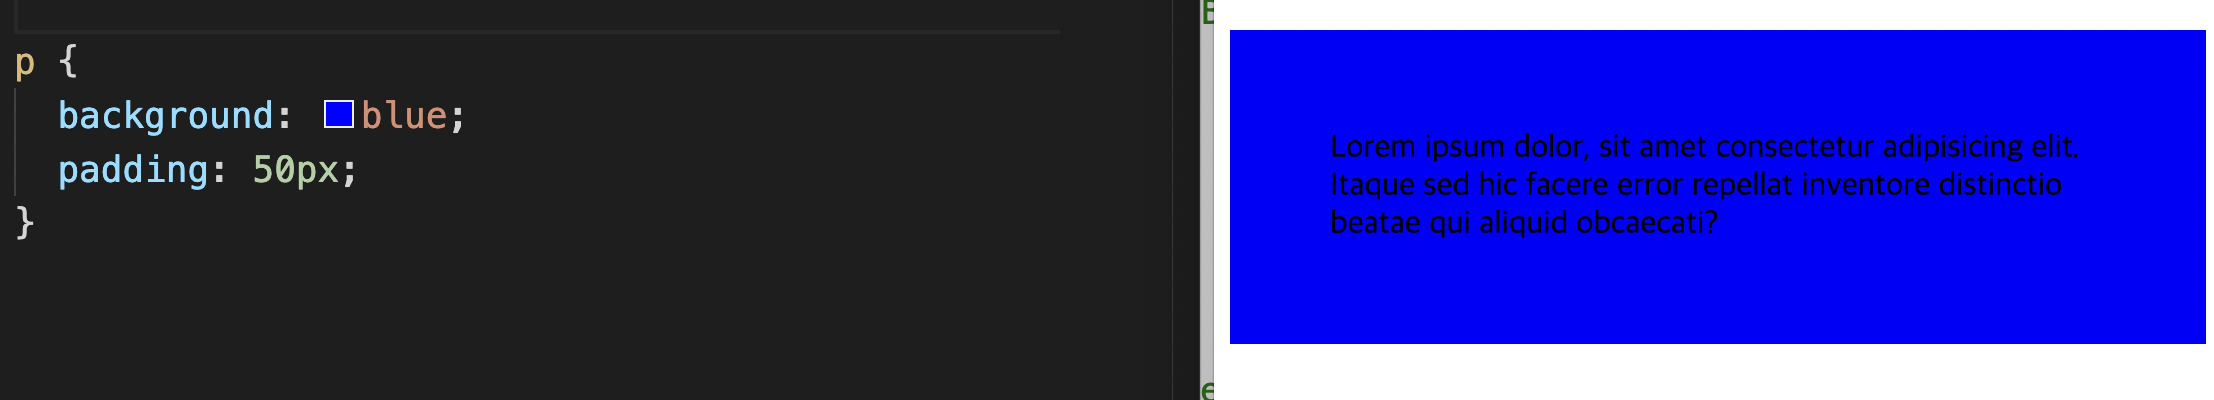 p {
background: blue;
padding: 50px;
}
Lorem ipsum dolor, sit amet consectetur adipisicing elit.
Itaque sed hic facere error repellat inventore distinctio
beatae qui aliquid obcaecati?